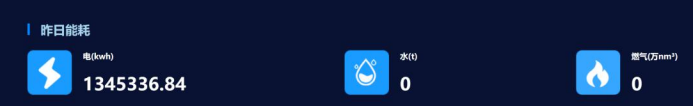 昨日能耗
电(kwh)
1345336.84
水(t)
0
燃气(万nm³)
0